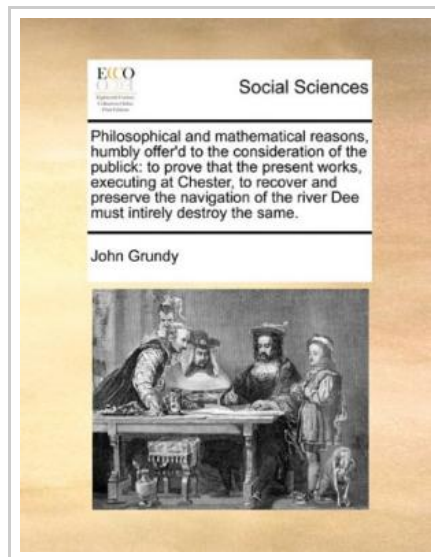 ECCO
Social Sciences
Philosophical and mathematical reasons,
humbly offer'd to the consideration of the
publick: to prove that the present works,
executing at Chester, to recover and
preserve the navigation of the river Dee
must intirely destroy the same.
John Grundy